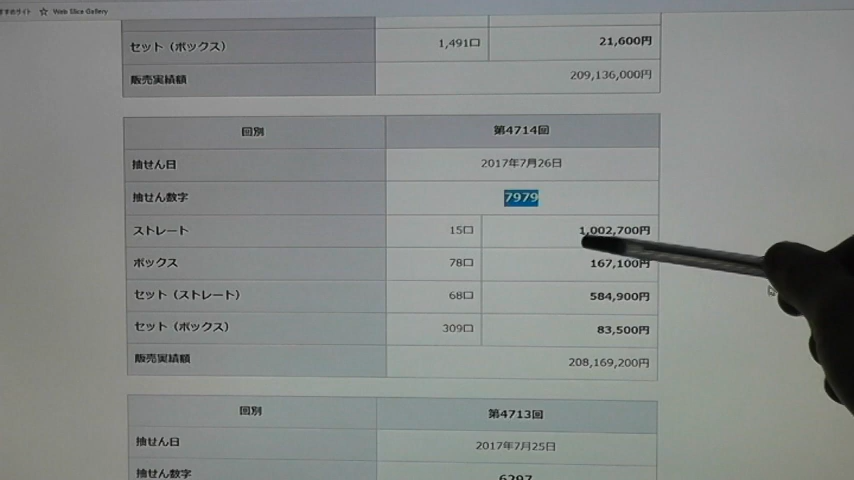 すすめサイト ☆ Web Slice Gallery
セット（ボックス） 1,491口 21,600円
販売実績額 209,136,000円
回別 第4714回
抽せん日 2017年7月26日
抽せん数字 7979
ストレート 15口 1,002,700円
ボックス 78口 167,100円
セット（ストレート） 68口 584,900円
セット（ボックス） 309口 83,500円
販売実績額 208,169,200円
回別 第4713回
抽せん日 2017年7月25日
抽せん数字 6297